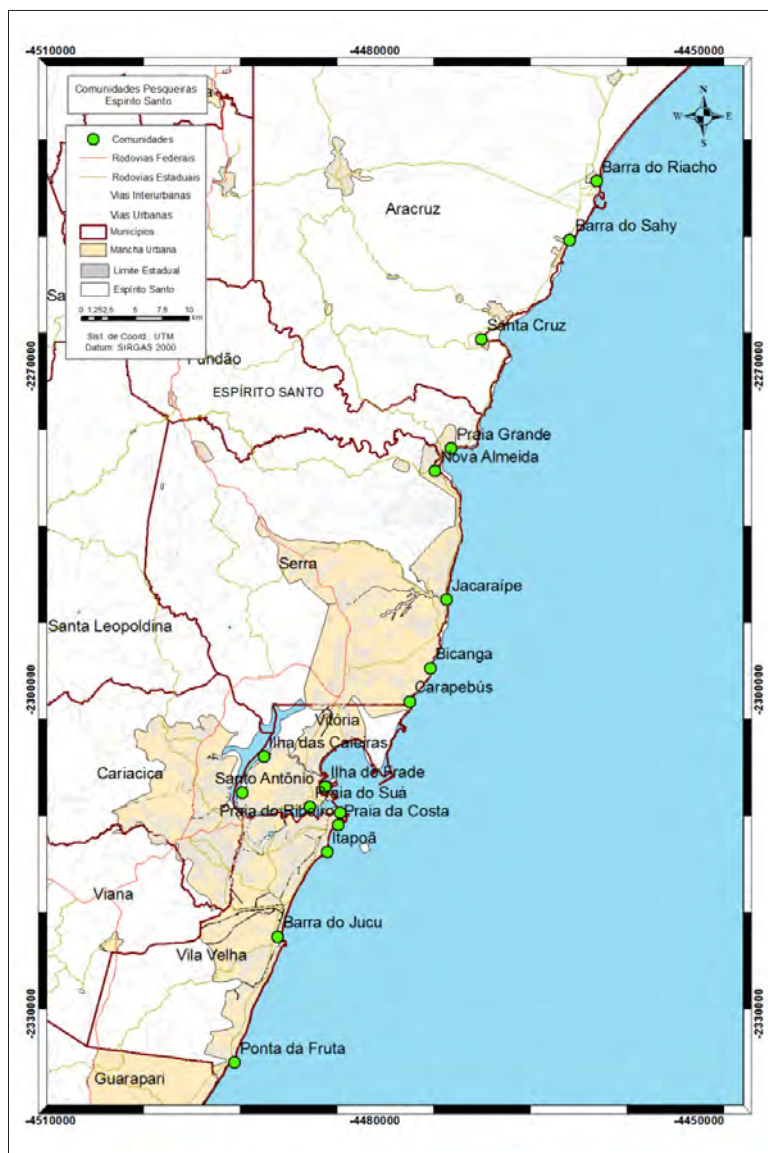 -4510000
-4480000
-4450000
Comunidades Pesqueiras
Espirito Santo
Comunidades
Rodovias Federais
Rodovias Estaduais
Vias Interurbanas
Vias Urbanas
Municípios
Mancha Urbana
Limite Estadual
Espírito Santo
0 1,25 2,5 5 7,5 10
km
Sist. de Coord.: UTM
Datum: SIRGAS 2000
N
W E
S
Barra do Riacho
Aracruz
Barra do Sahy
Santa Cruz
-2270000
-2270000
Fundão
ESPÍRITO SANTO
Praia Grande
Nova Almeida
Serra
Jacaraípe
Santa Leopoldina
Bicanga
-2300000
-2300000
Carapebús
Vitória
Ilha das Caieiras
Cariacica
Santo Antônio
Ilha do Frade
Praia do Suá
Praia do Ribeiro
Praia da Costa
Itapoã
Viana
Barra do Jucu
Vila Velha
-2330000
-2330000
Ponta da Fruta
Guarapari
-4510000
-4480000
-4450000